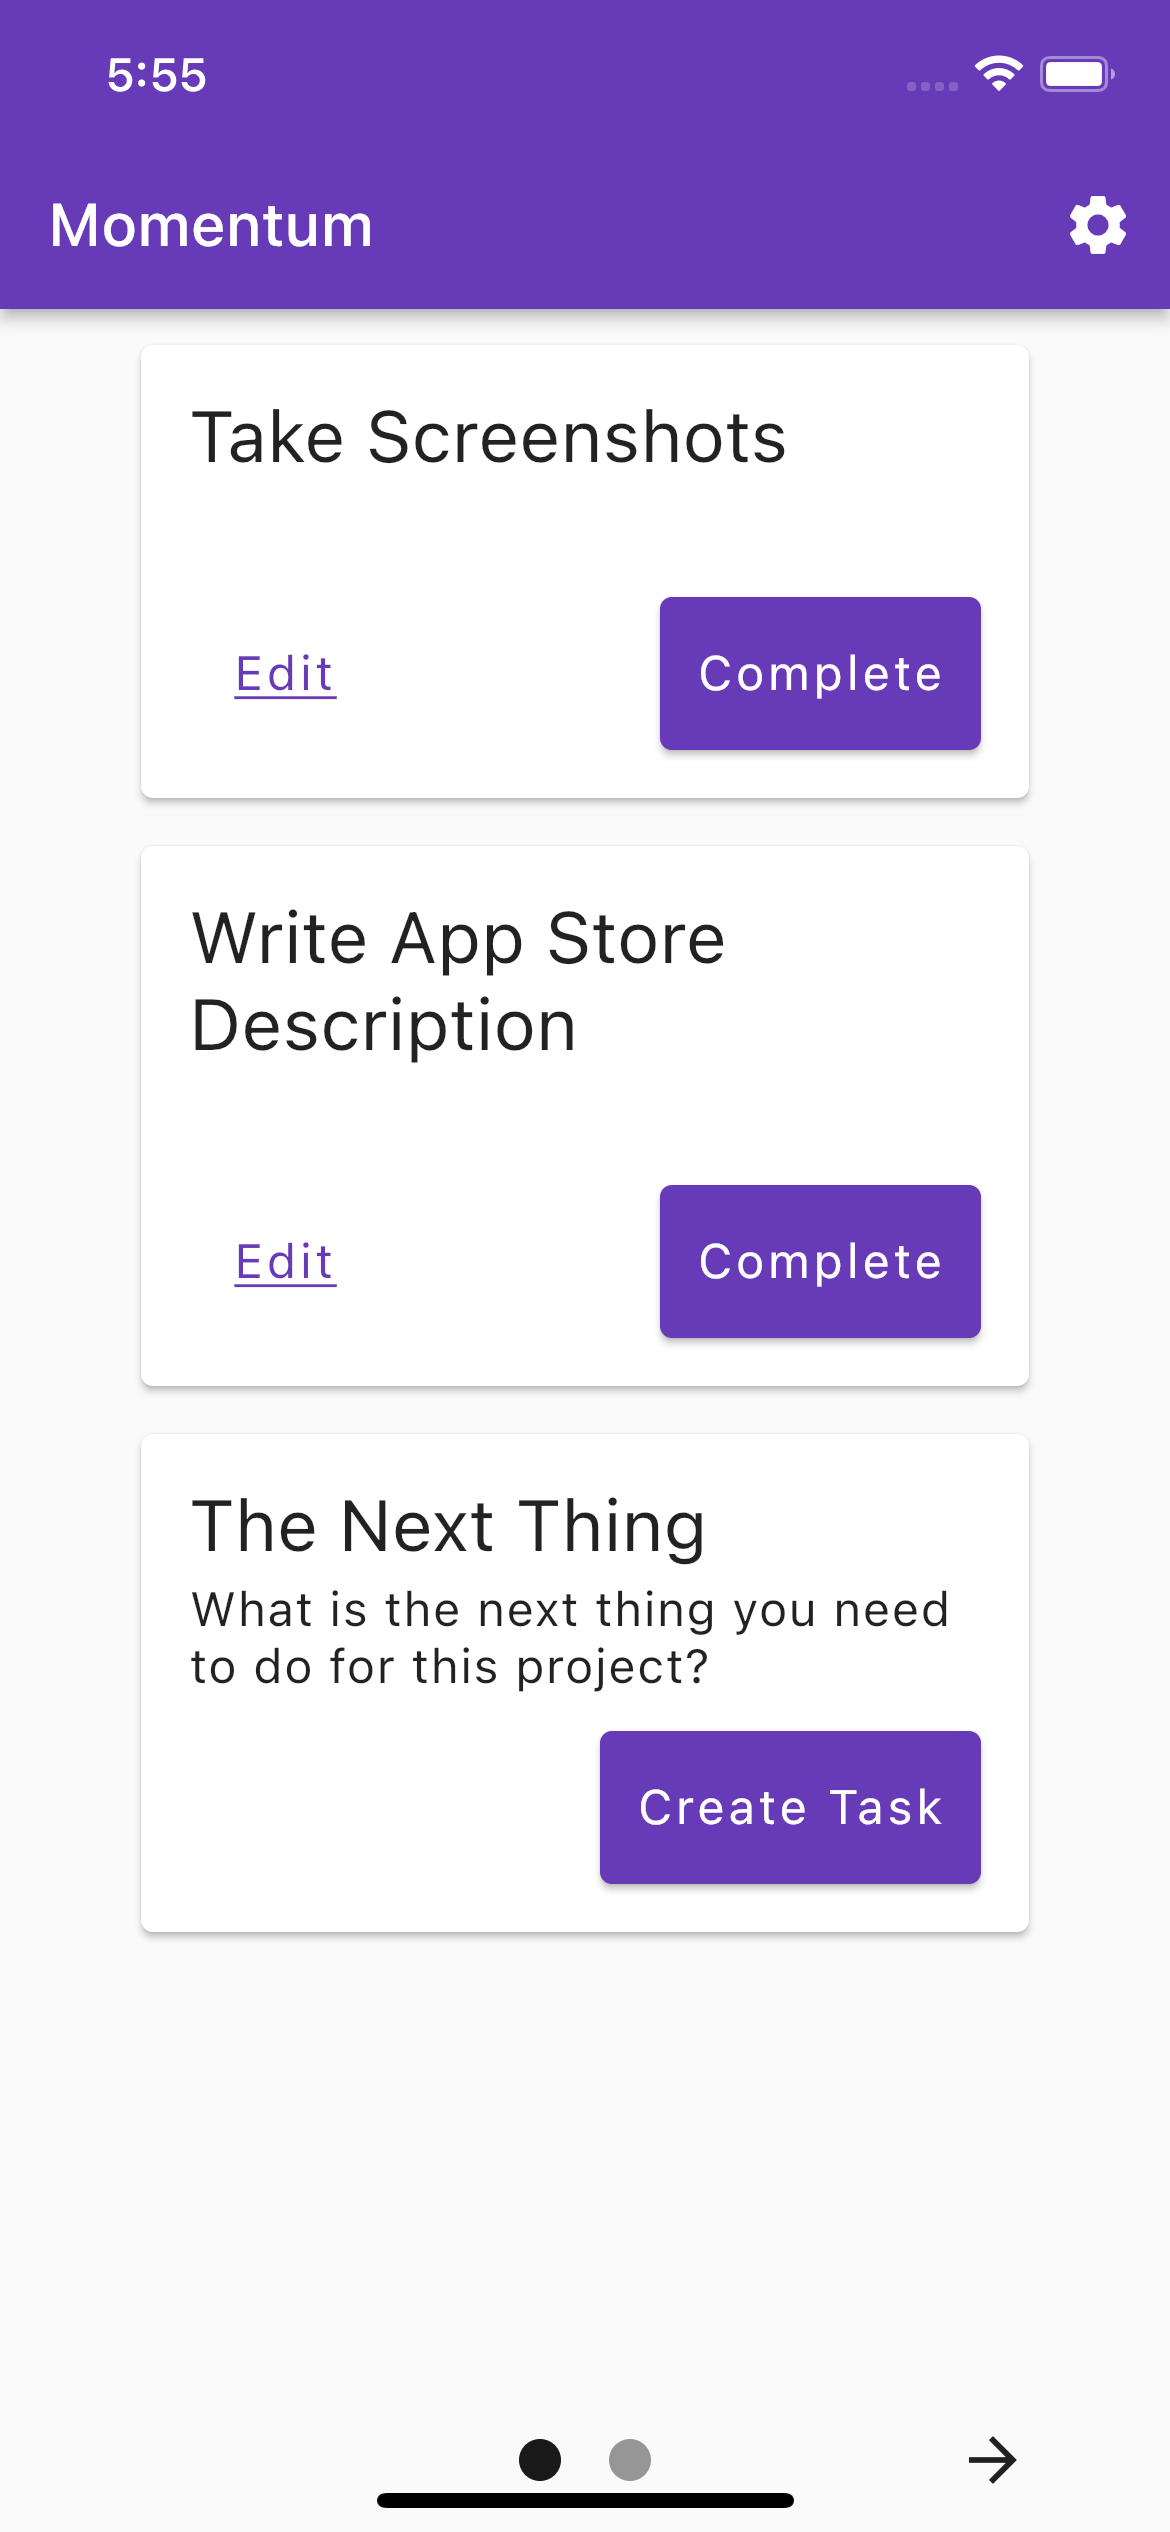 5:55
Momentum
Take Screenshots
Edit
Complete
Write App Store
Description
Edit
Complete
The Next Thing
What is the next thing you need
to do for this project?
Create Task